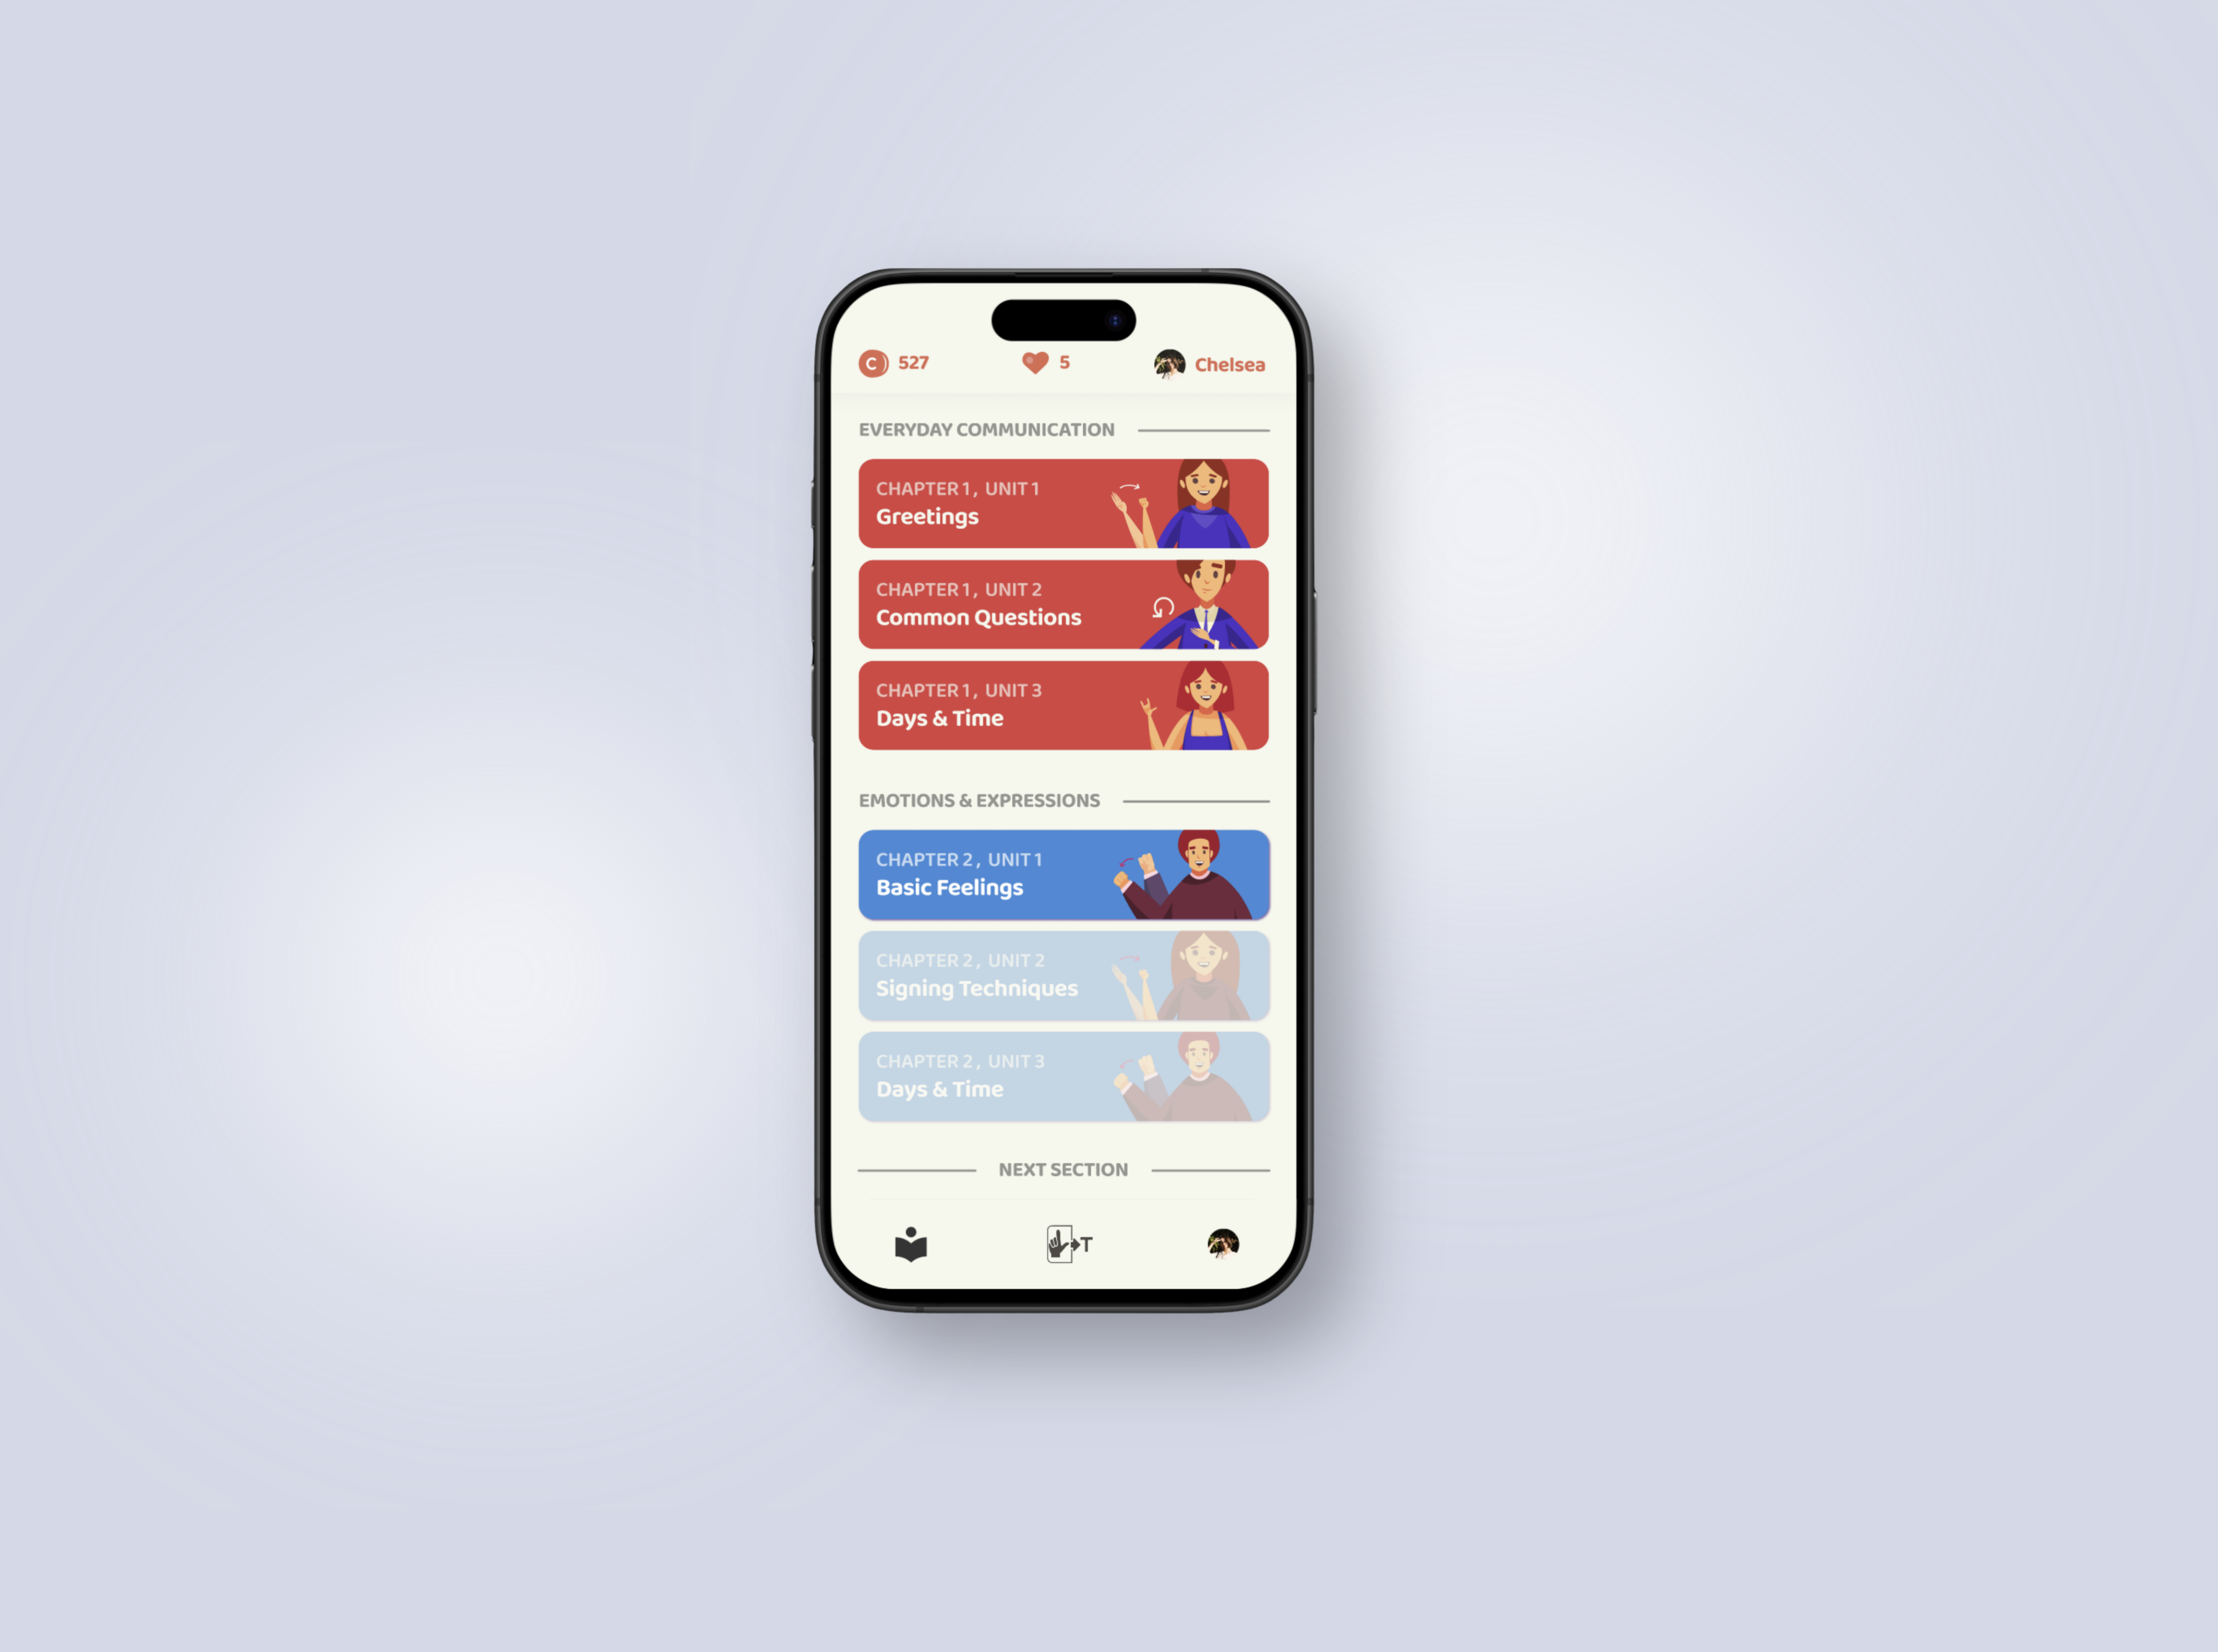 C 527
5
Chelsea
EVERYDAY COMMUNICATION
CHAPTER 1, UNIT 1
Greetings
CHAPTER 1, UNIT 2
Common Questions
CHAPTER 1, UNIT 3
Days & Time
EMOTIONS & EXPRESSIONS
CHAPTER 2, UNIT 1
Basic Feelings
CHAPTER 2, UNIT 2
Signing Techniques
CHAPTER 2, UNIT 3
Days & Time
NEXT SECTION
T